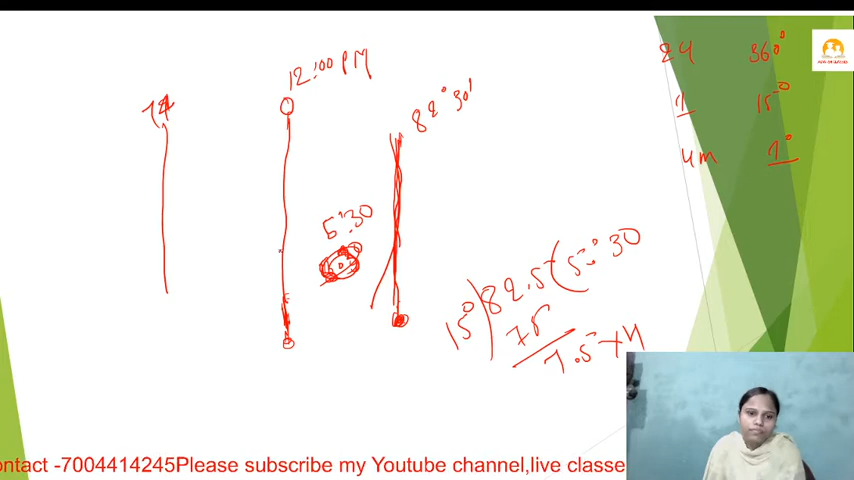 12:00 PM
82° 30'
5:30
24 360°
1 15°
4m 1°
15°)82.5(5:30
75
7.5×4
ontact -7004414245Please subscribe my Youtube channel,live classe